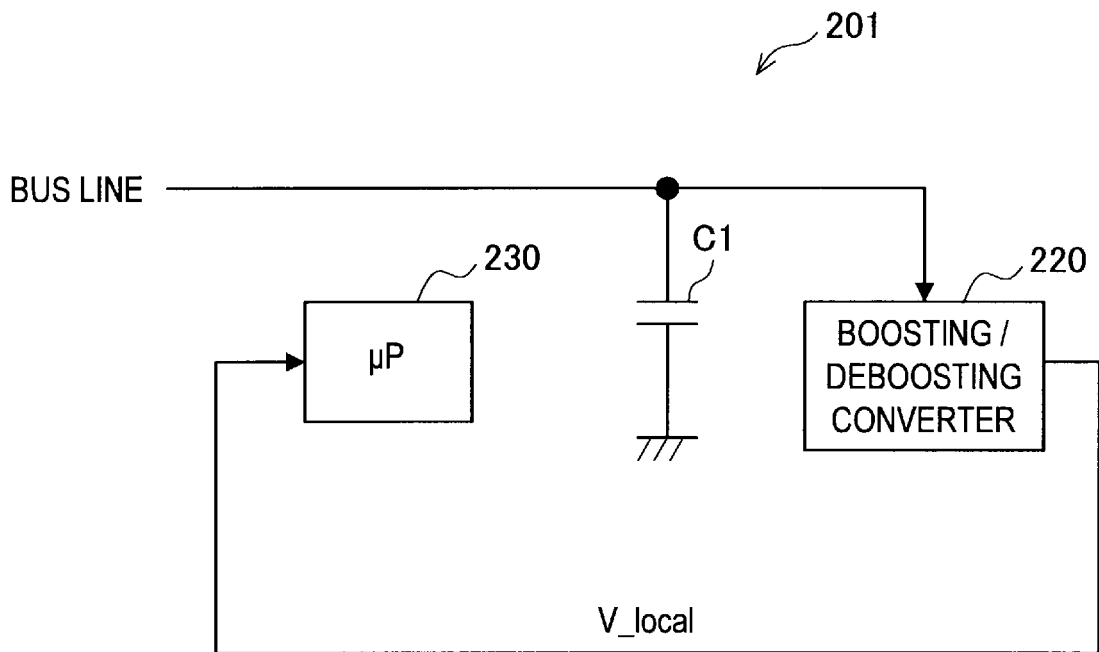 201
BUS LINE
C1
230
220
µP
BOOSTING /
DEBOOSTING
CONVERTER
V_local